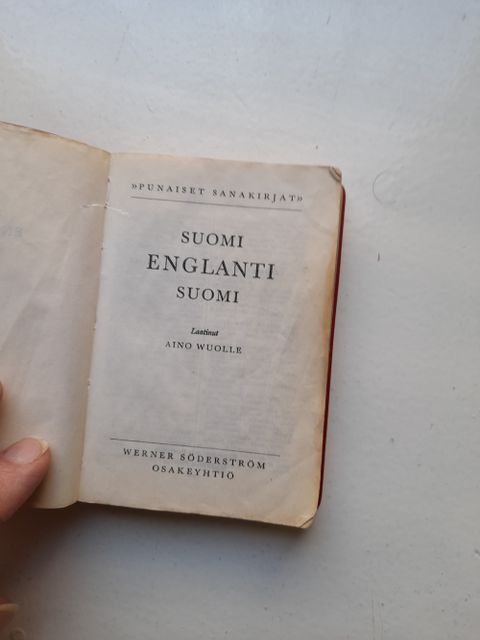 »PUNAISET SANAKIRJAT»
SUOMI
ENGLANTI
SUOMI
Laatinut
AINO WUOLLE
WERNER SÖDERSTRÖM
OSAKEYHTIÖ